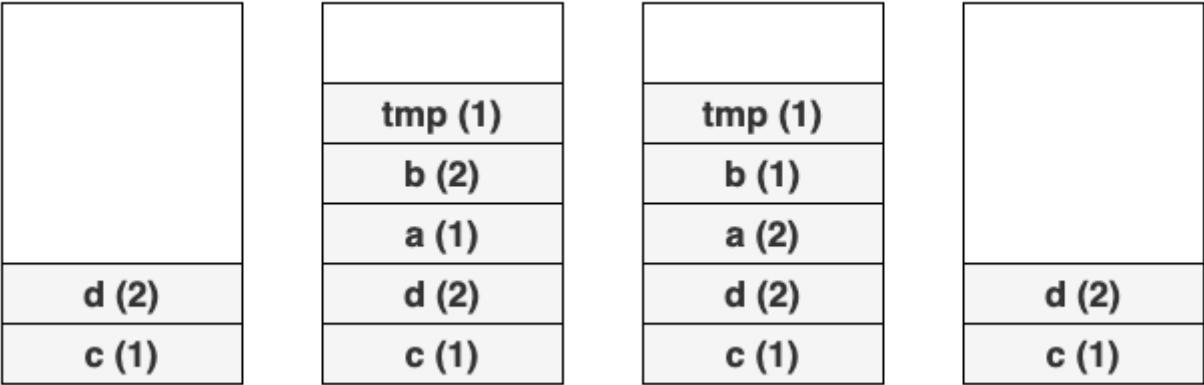 d (2)
c (1)
tmp (1)
b (2)
a (1)
d (2)
c (1)
tmp (1)
b (1)
a (2)
d (2)
c (1)
d (2)
c (1)